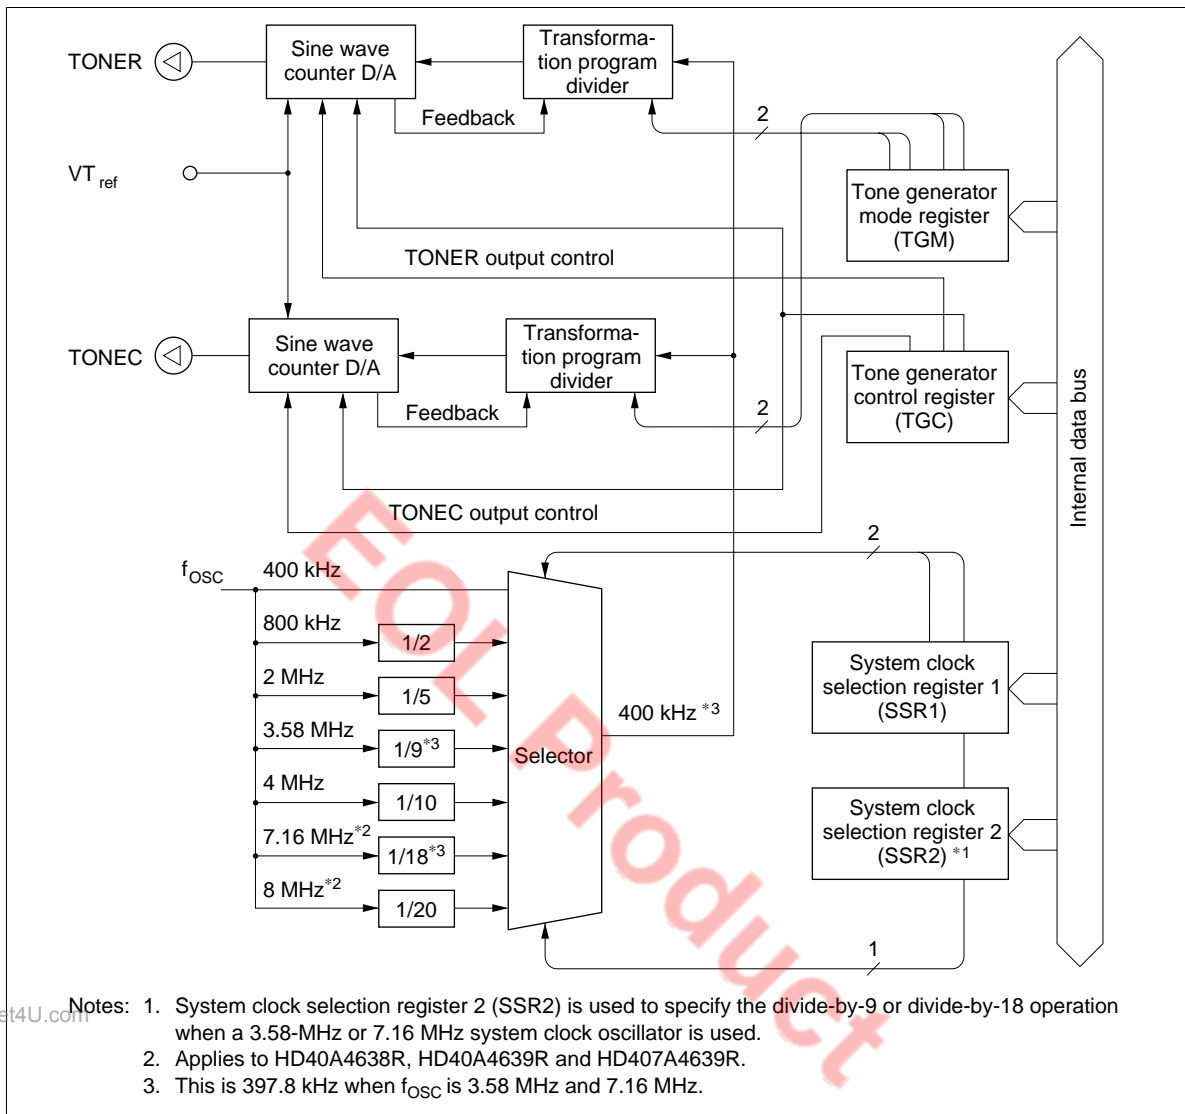 TONER
Sine wave
counter D/A
Transforma-
tion program
divider
Feedback
2
VT ref
Tone generator
mode register
(TGM)
TONER output control
TONEC
Sine wave
counter D/A
Transforma-
tion program
divider
Feedback
2
Tone generator
control register
(TGC)
Internal data bus
TONEC output control
fOSC
400 kHz
2
800 kHz
1/2
2 MHz
1/5
System clock
selection register 1
(SSR1)
3.58 MHz
1/9*3
Selector
400 kHz *3
4 MHz
1/10
System clock
selection register 2
(SSR2) *1
7.16 MHz*2
1/18*3
8 MHz*2
1/20
1
EOL Product
Notes: 1. System clock selection register 2 (SSR2) is used to specify the divide-by-9 or divide-by-18 operation
when a 3.58-MHz or 7.16 MHz system clock oscillator is used.
2. Applies to HD40A4638R, HD40A4639R and HD407A4639R.
3. This is 397.8 kHz when fOSC is 3.58 MHz and 7.16 MHz.
et4U.com